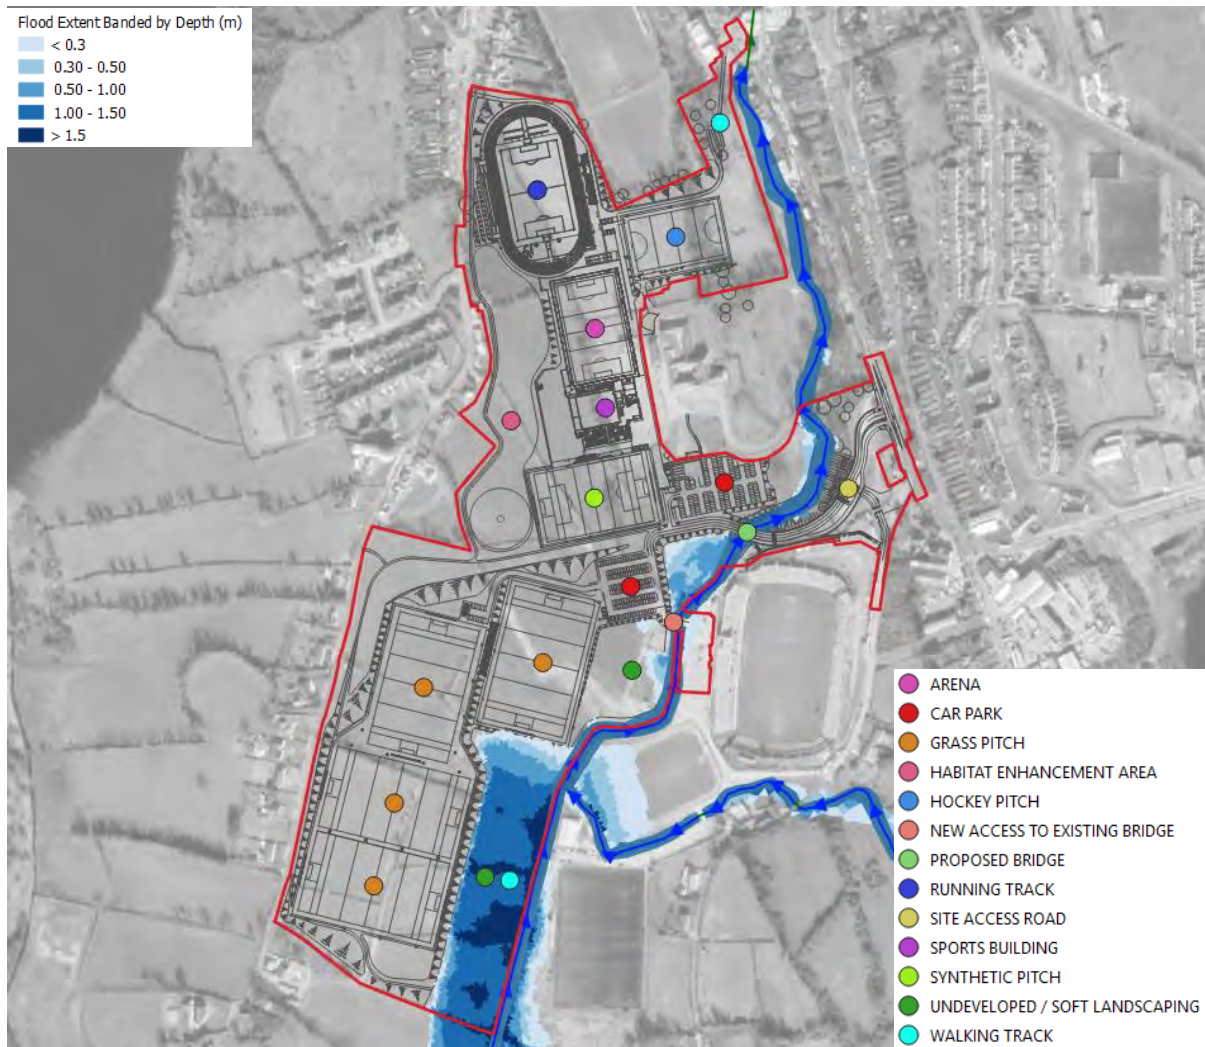 Flood Extent Banded by Depth (m)
< 0.3
0.30 - 0.50
0.50 - 1.00
1.00 - 1.50
> 1.5
ARENA
CAR PARK
GRASS PITCH
HABITAT ENHANCEMENT AREA
HOCKEY PITCH
NEW ACCESS TO EXISTING BRIDGE
PROPOSED BRIDGE
RUNNING TRACK
SITE ACCESS ROAD
SPORTS BUILDING
SYNTHETIC PITCH
UNDEVELOPED / SOFT LANDSCAPING
WALKING TRACK